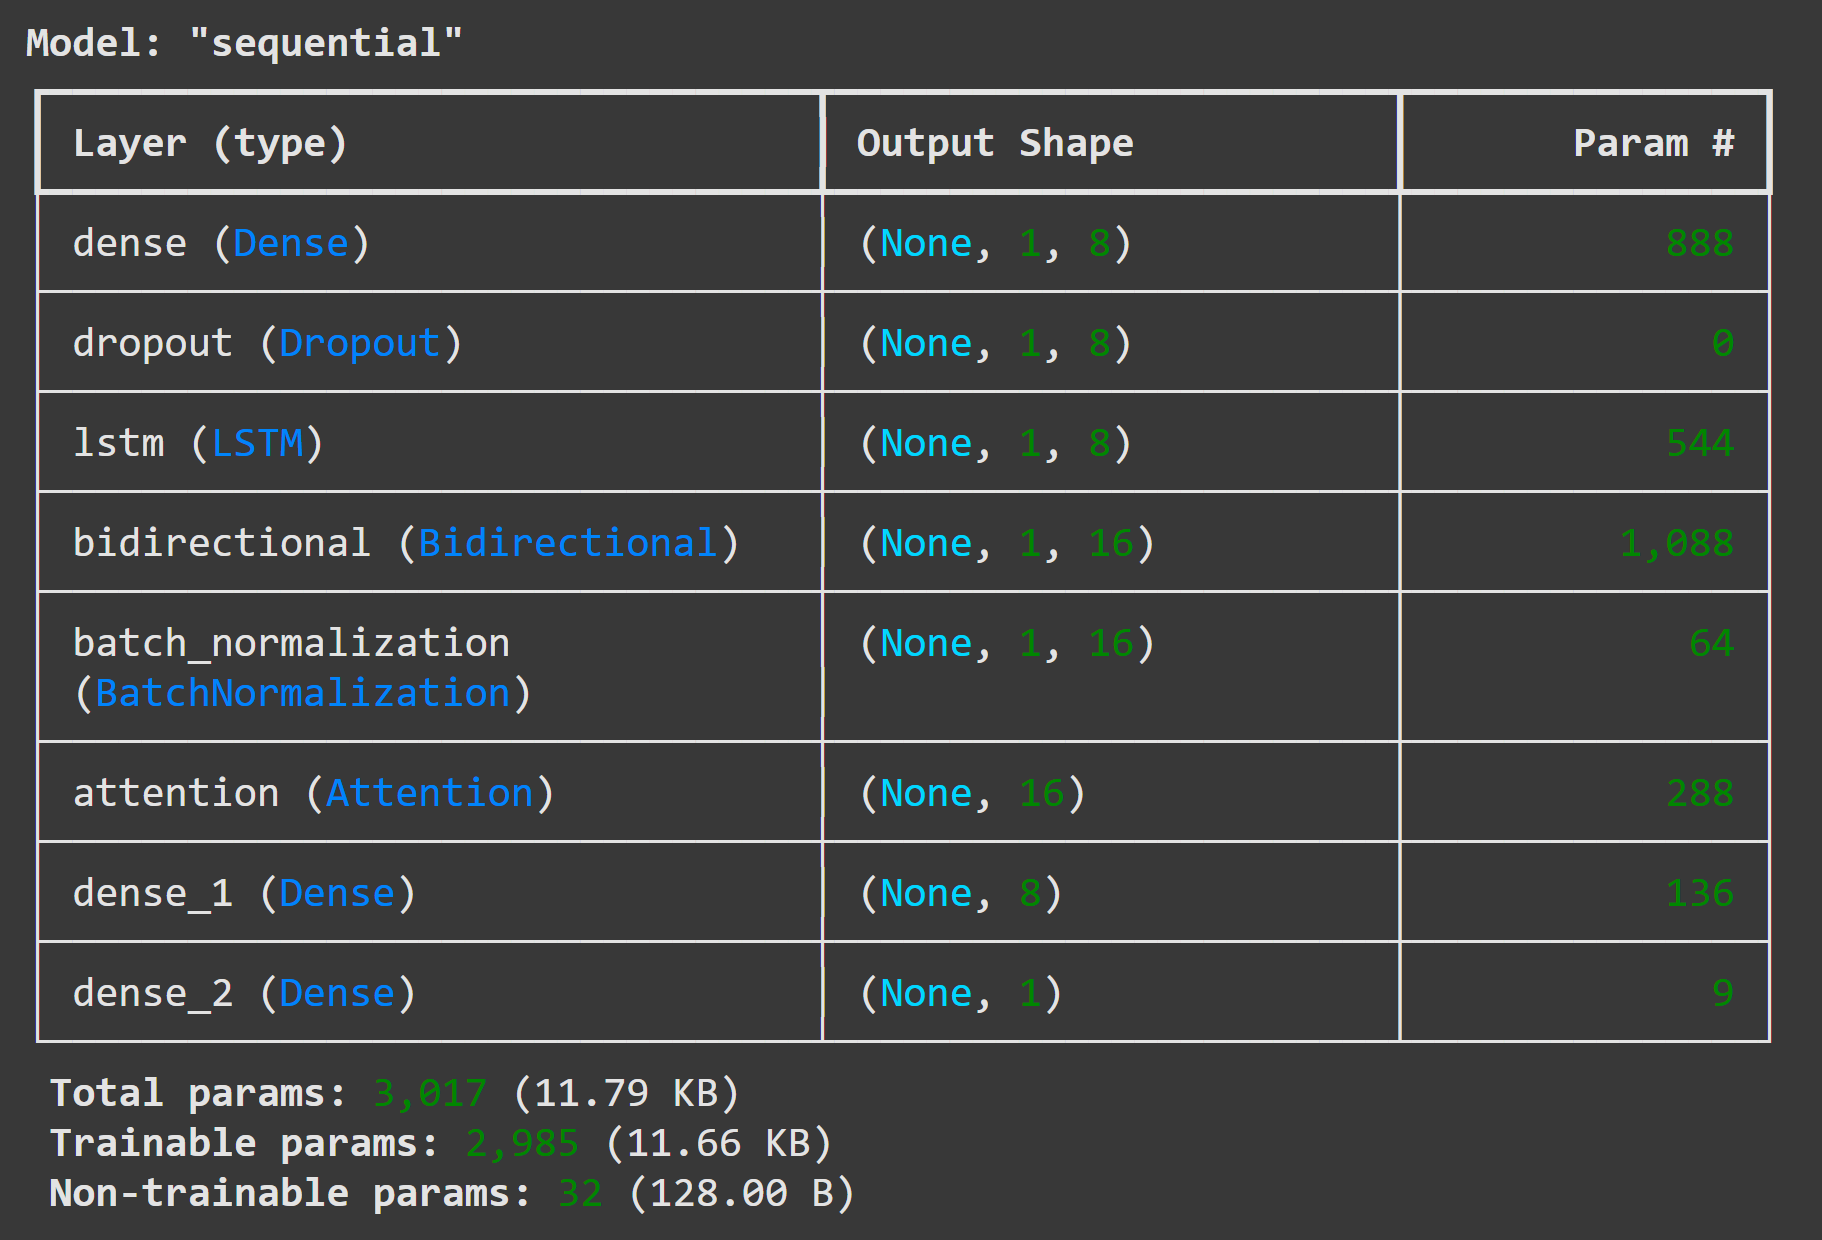 Model: "sequential"
Layer (type) Output Shape Param #
dense (Dense) (None, 1, 8) 888
dropout (Dropout) (None, 1, 8) 0
lstm (LSTM) (None, 1, 8) 544
bidirectional (Bidirectional) (None, 1, 16) 1,088
batch_normalization (None, 1, 16) 64
(BatchNormalization)
attention (Attention) (None, 16) 288
dense_1 (Dense) (None, 8) 136
dense_2 (Dense) (None, 1) 9
Total params: 3,017 (11.79 KB)
Trainable params: 2,985 (11.66 KB)
Non-trainable params: 32 (128.00 B)